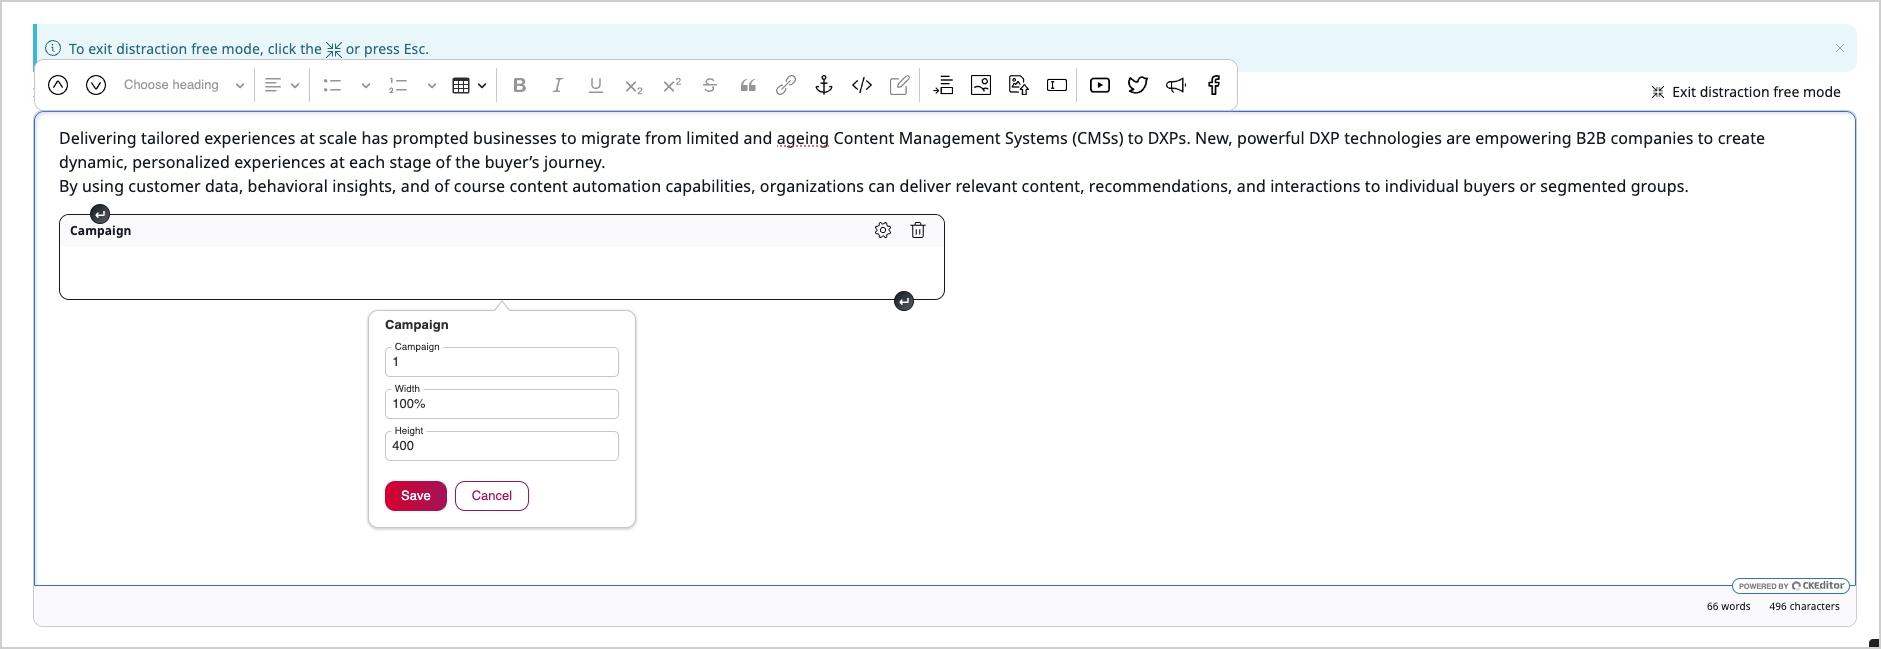 To exit distraction free mode, click the or press Esc.
Choose heading
Exit distraction free mode
Delivering tailored experiences at scale has prompted businesses to migrate from limited and ageing Content Management Systems (CMSs) to DXPs. New, powerful DXP technologies are empowering B2B companies to create
dynamic, personalized experiences at each stage of the buyer’s journey.
By using customer data, behavioral insights, and of course content automation capabilities, organizations can deliver relevant content, recommendations, and interactions to individual buyers or segmented groups.
Campaign
Campaign
Campaign
1
Width
100%
Height
400
Save Cancel
POWERED BY CKEditor
66 words 496 characters